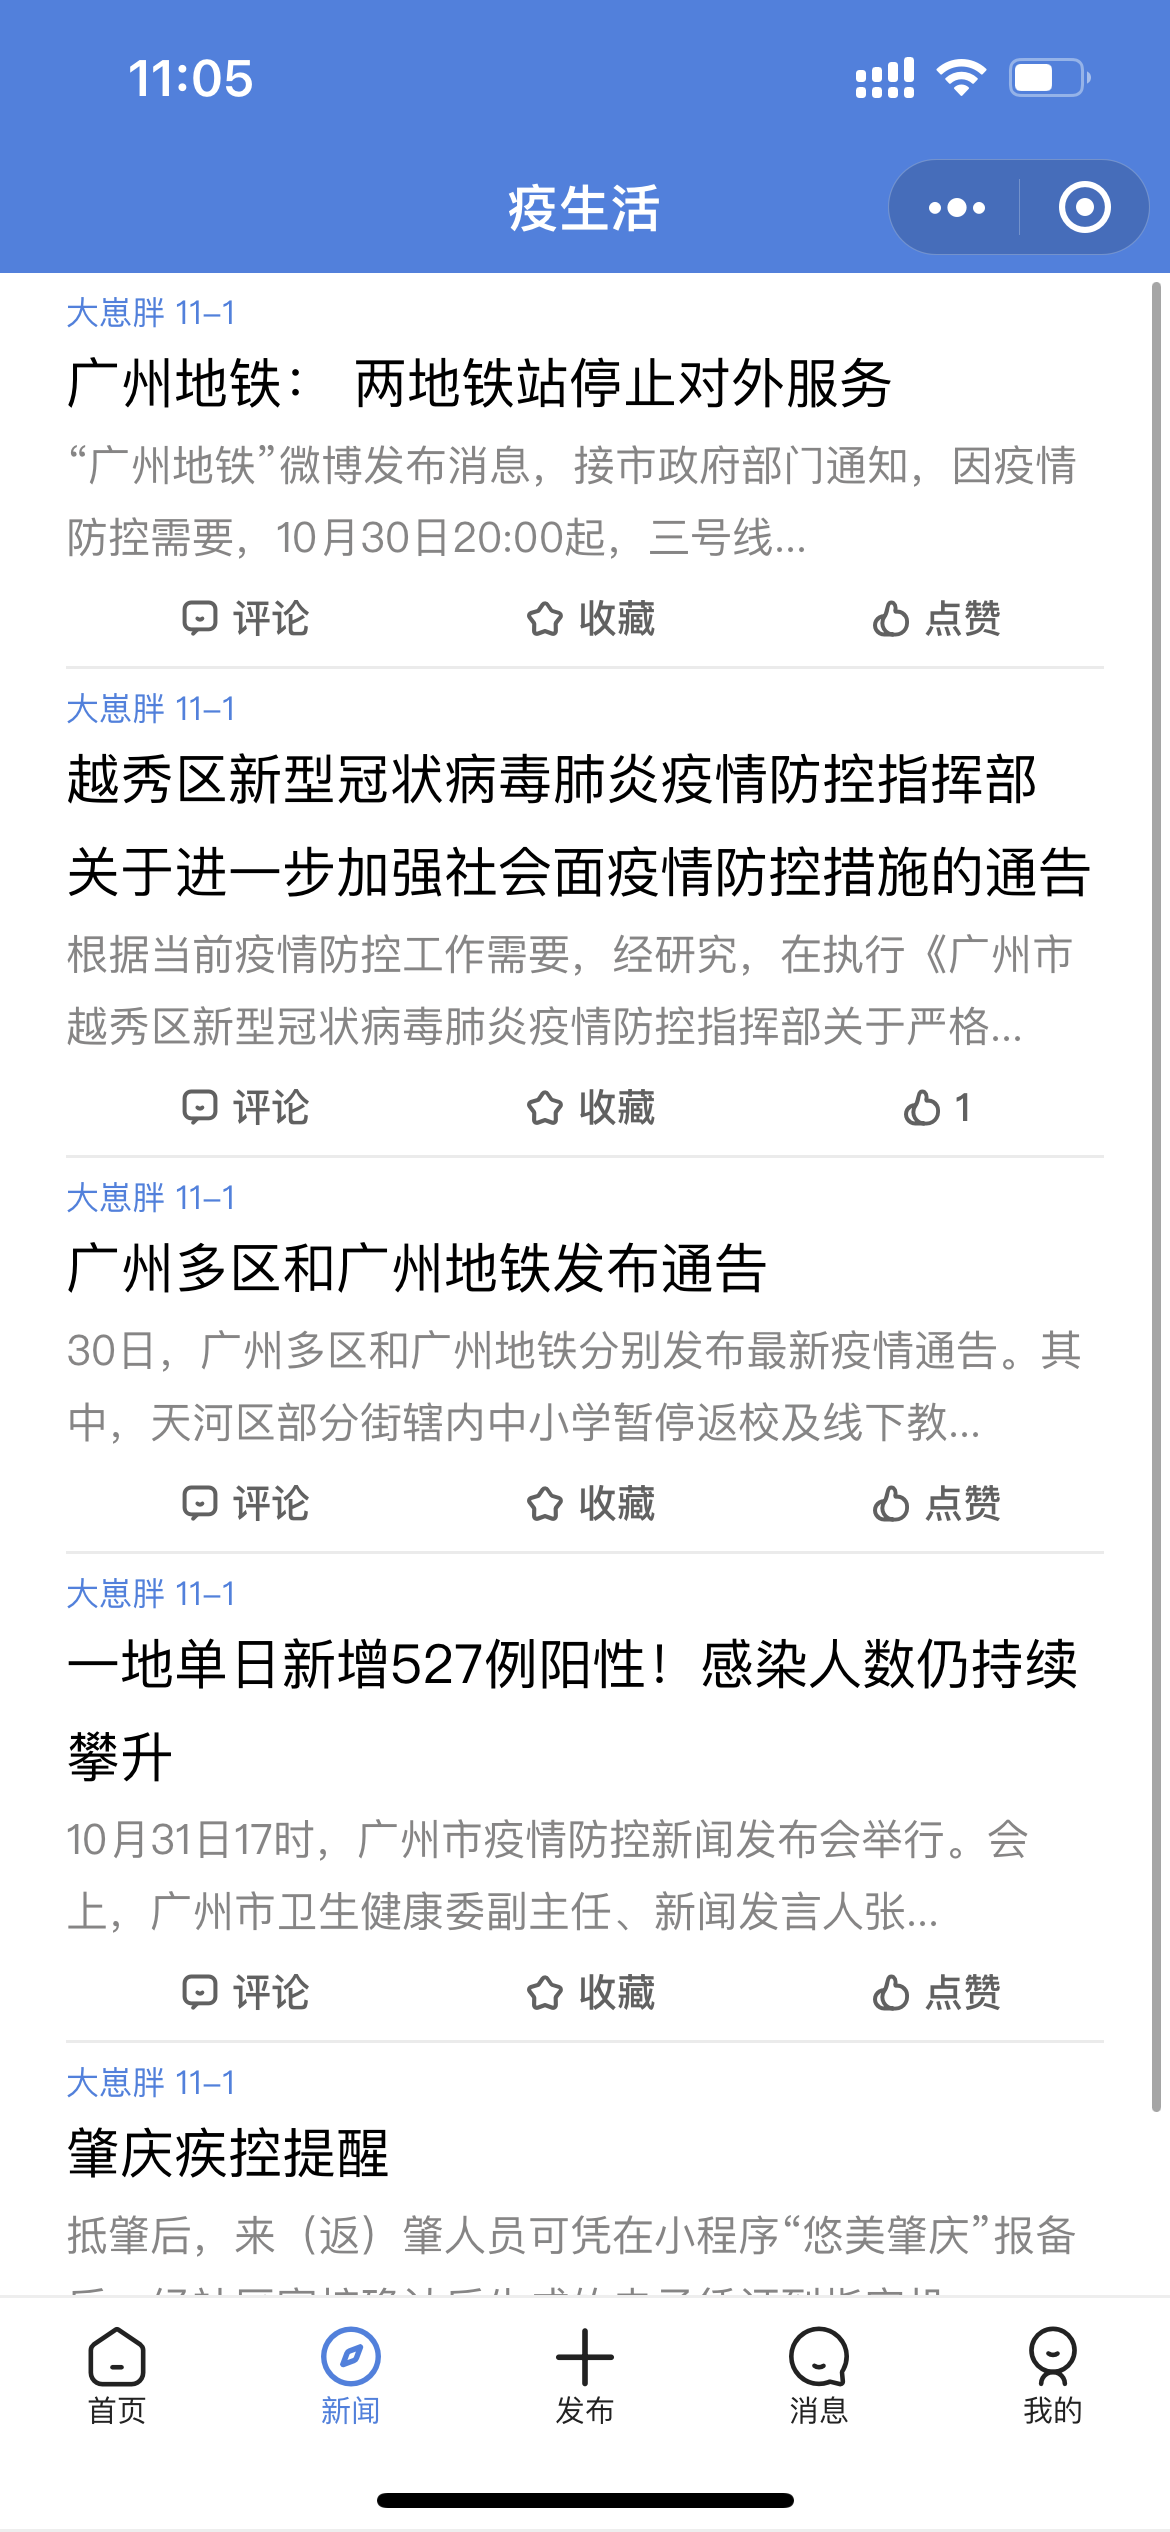 11:05
疫生活
大崽胖 11-1
广州地铁： 两地铁站停止对外服务
“广州地铁”微博发布消息，接市政府部门通知，因疫情
防控需要，10月30日20:00起，三号线...
评论 收藏 点赞
大崽胖 11-1
越秀区新型冠状病毒肺炎疫情防控指挥部
关于进一步加强社会面疫情防控措施的通告
根据当前疫情防控工作需要，经研究，在执行《广州市
越秀区新型冠状病毒肺炎疫情防控指挥部关于严格...
评论 收藏 1
大崽胖 11-1
广州多区和广州地铁发布通告
30日，广州多区和广州地铁分别发布最新疫情通告。其
中，天河区部分街辖内中小学暂停返校及线下教...
评论 收藏 点赞
大崽胖 11-1
一地单日新增527例阳性！感染人数仍持续
攀升
10月31日17时，广州市疫情防控新闻发布会举行。会
上，广州市卫生健康委副主任、新闻发言人张...
评论 收藏 点赞
大崽胖 11-1
肇庆疾控提醒
抵肇后，来（返）肇人员可凭在小程序“悠美肇庆”报备
首页 新闻 发布 消息 我的